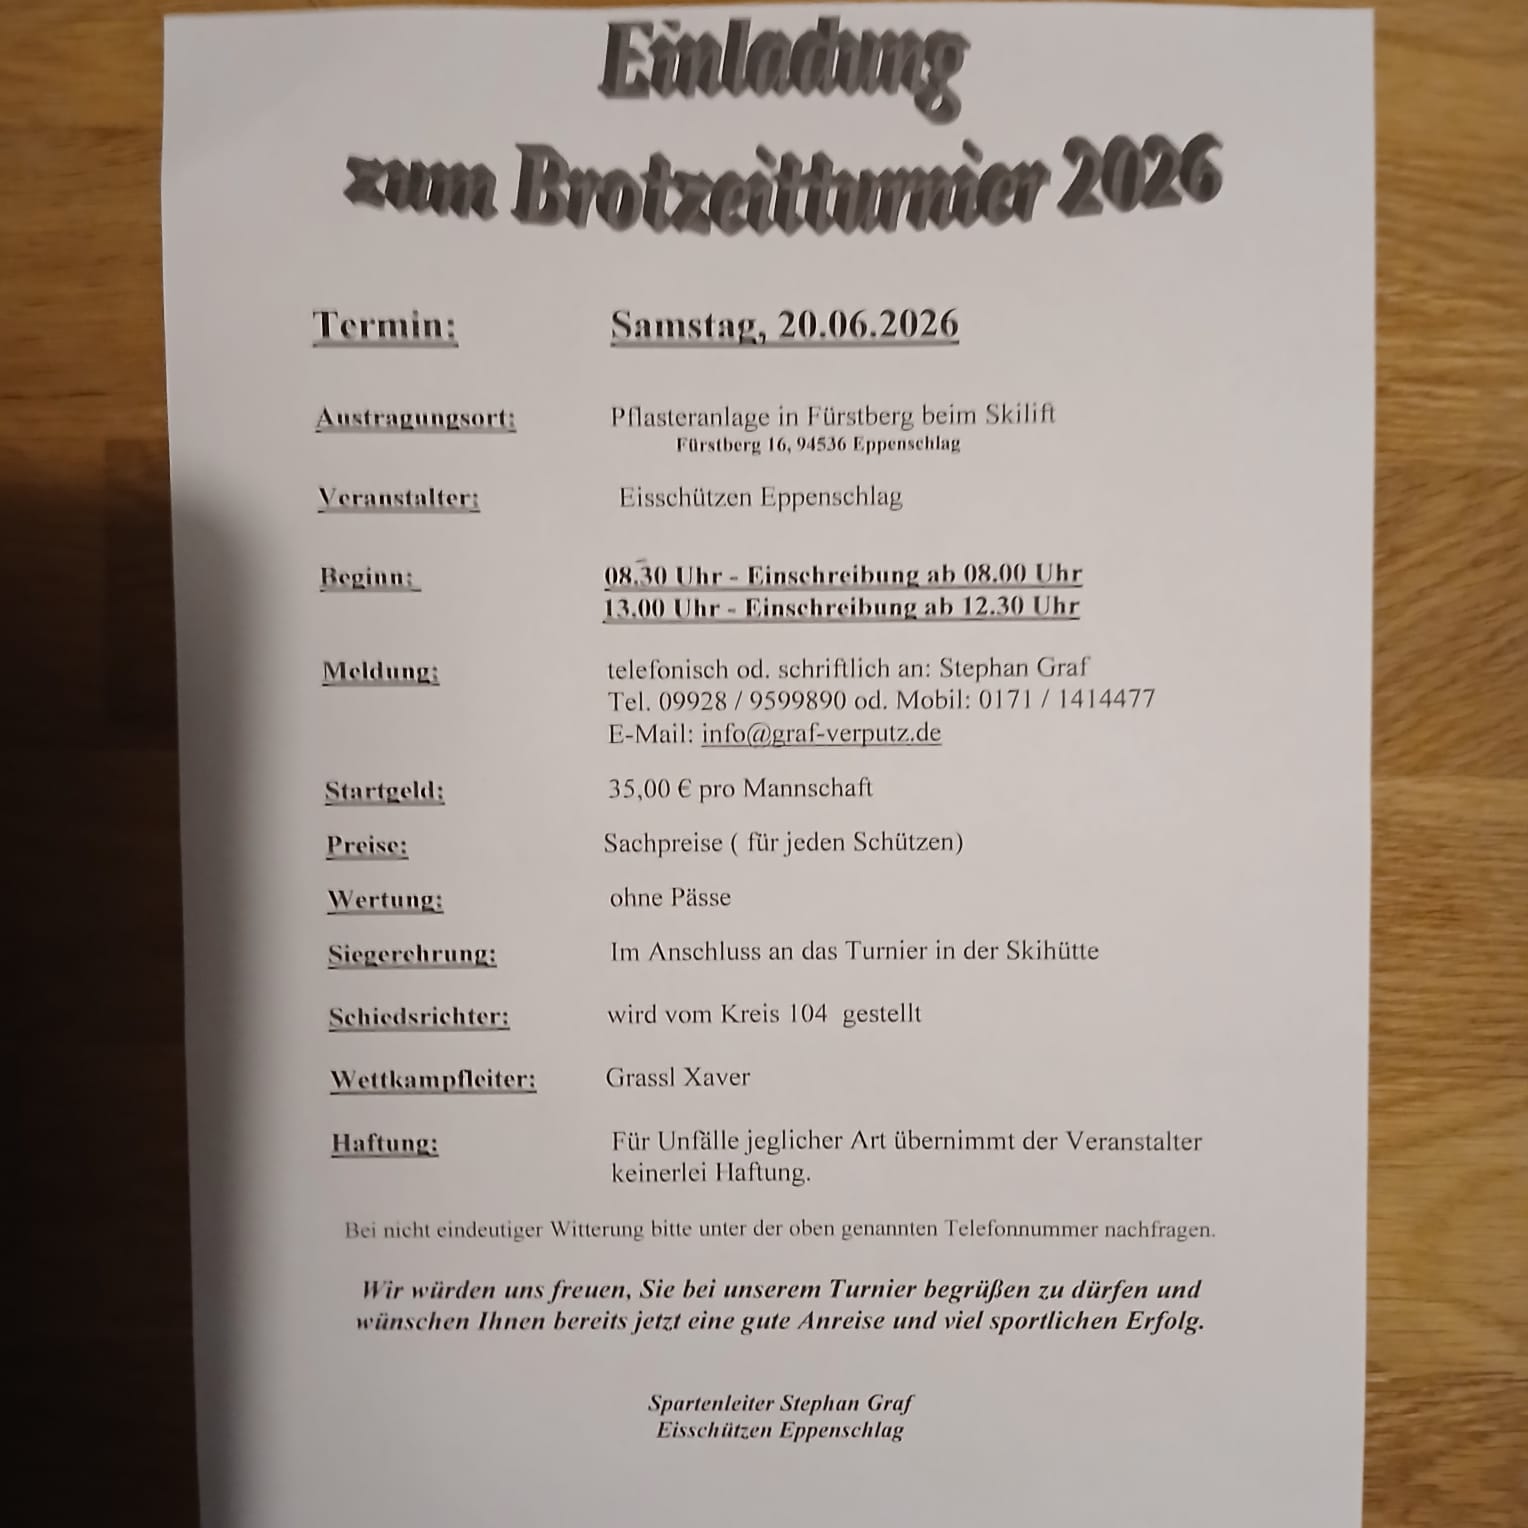 Einladung
zum Brotzeitturnier 2026
Termin: Samstag, 20.06.2026
Austragungsort: Pflasteranlage in Fürstberg beim Skilift
Fürstberg 16, 94536 Eppenschlag
Veranstalter: Eisschützen Eppenschlag
Beginn: 08.30 Uhr - Einschreibung ab 08.00 Uhr
13.00 Uhr - Einschreibung ab 12.30 Uhr
Meldung: telefonisch od. schriftlich an: Stephan Graf
Tel. 09928 / 9599890 od. Mobil: 0171 / 1414477
E-Mail: info@graf-verputz.de
Startgeld: 35,00 € pro Mannschaft
Preise: Sachpreise ( für jeden Schützen)
Wertung: ohne Pässe
Siegerehrung: Im Anschluss an das Turnier in der Skihütte
Schiedsrichter: wird vom Kreis 104 gestellt
Wettkampfleiter: Grassl Xaver
Haftung: Für Unfälle jeglicher Art übernimmt der Veranstalter
keinerlei Haftung.
Bei nicht eindeutiger Witterung bitte unter der oben genannten Telefonnummer nachfragen.
Wir würden uns freuen, Sie bei unserem Turnier begrüßen zu dürfen und
wünschen Ihnen bereits jetzt eine gute Anreise und viel sportlichen Erfolg.
Spartenleiter Stephan Graf
Eisschützen Eppenschlag